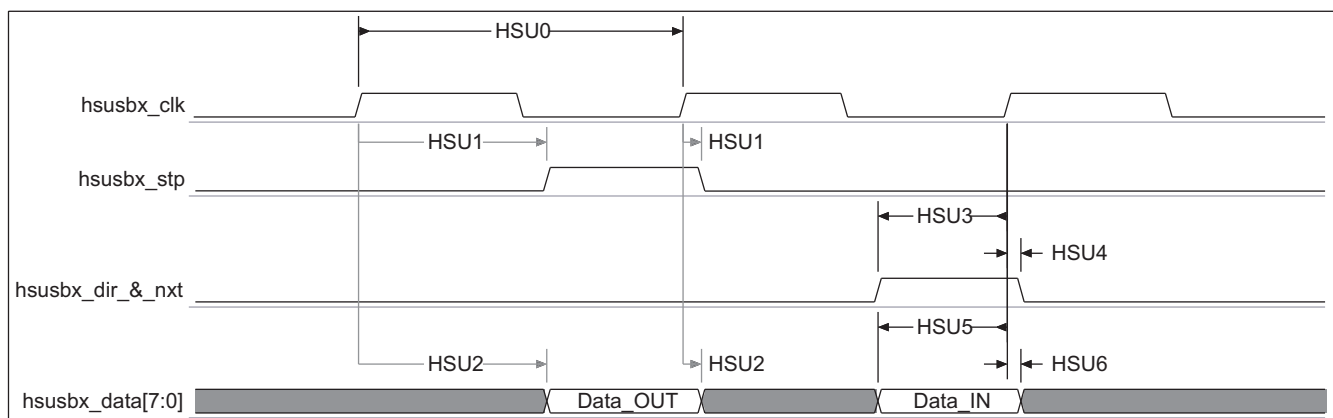 HSU0
hsusbx_clk
HSU1 HSU1
hsusbx_stp
HSU3
HSU4
hsusbx_dir_&_nxt
HSU5
HSU2 HSU2 HSU6
hsusbx_data[7:0] Data_OUT Data_IN